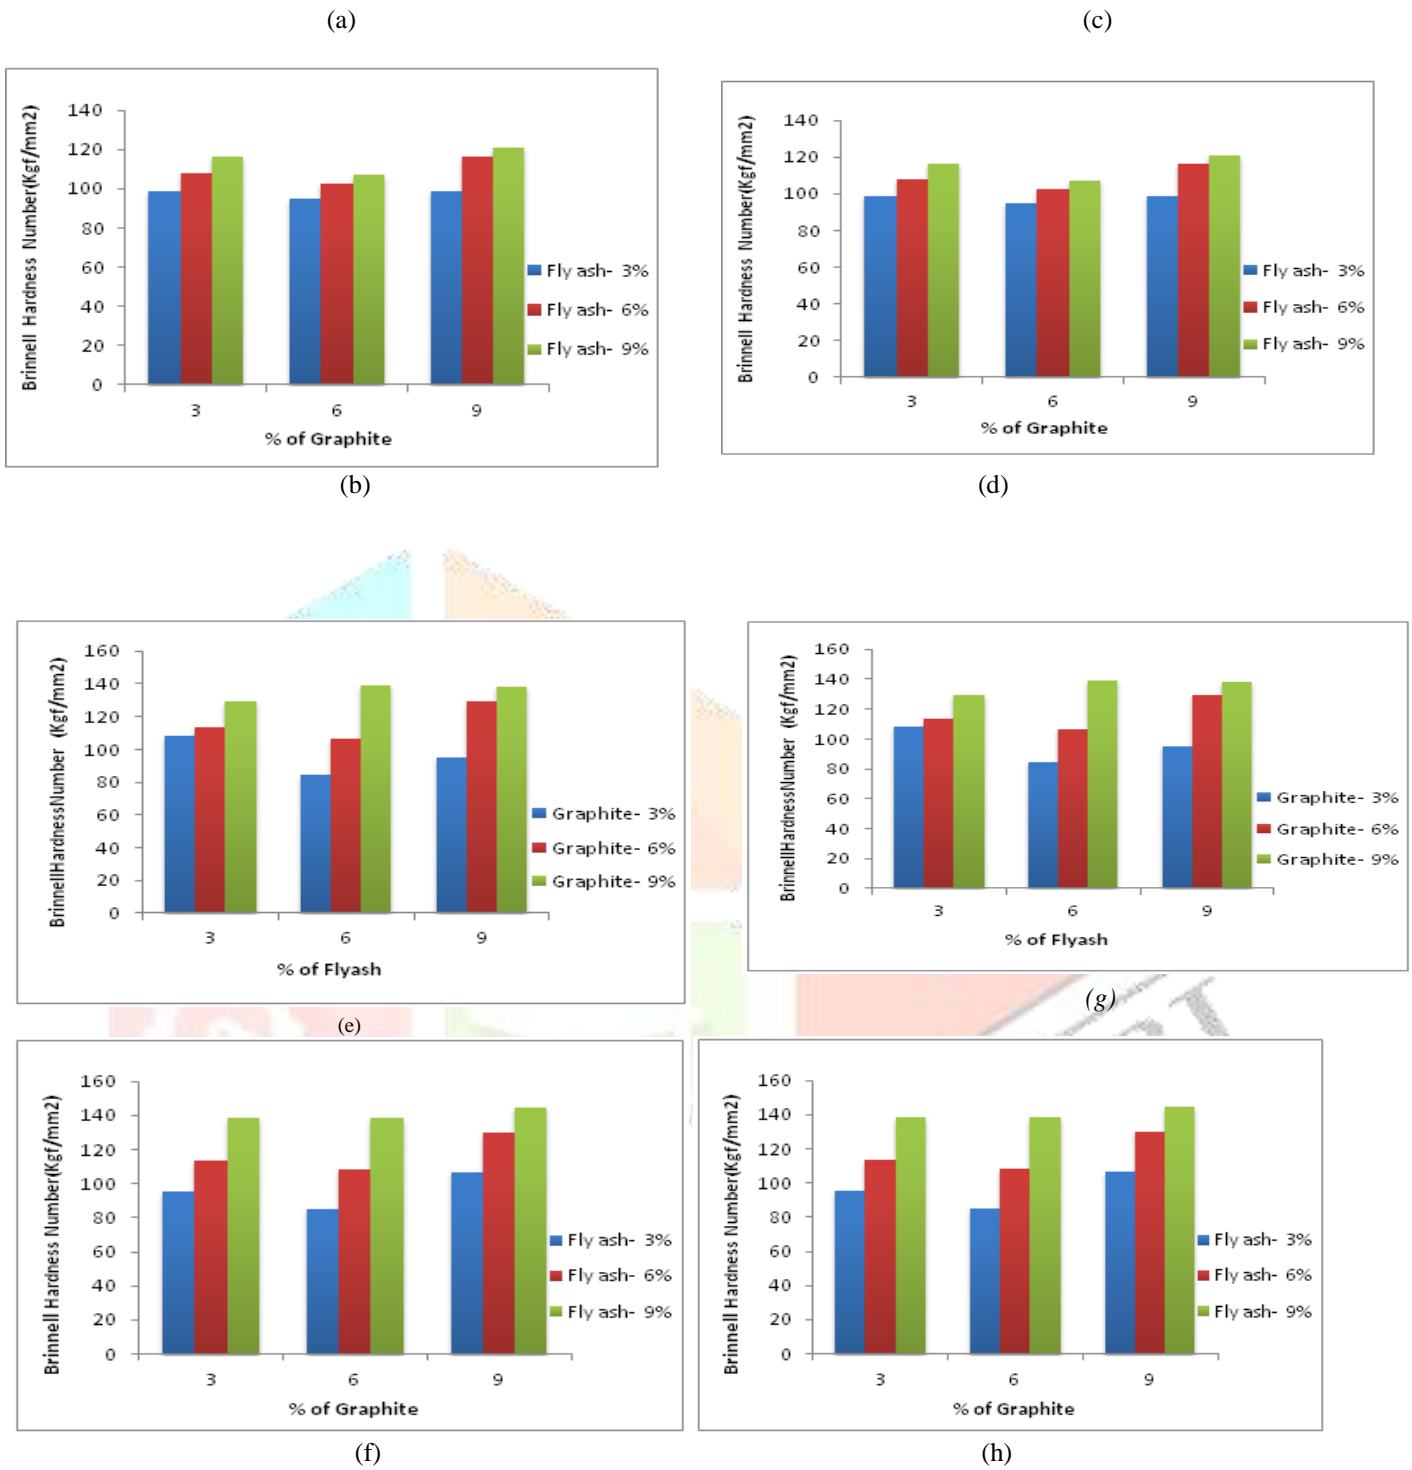 (a)
(c)
Brinnell Hardness Number(Kgf/mm2)
140
120
100
80
60
40
20
0
3
6
9
% of Graphite
Fly ash- 3%
Fly ash- 6%
Fly ash- 9%
(b)
Brinnell Hardness Number(Kgf/mm2)
140
120
100
80
60
40
20
0
3
6
9
% of Graphite
Fly ash- 3%
Fly ash- 6%
Fly ash- 9%
(d)
BrinnellHardnessNumber (Kgf/mm2)
160
140
120
100
80
60
40
20
0
3
6
9
% of Flyash
Graphite- 3%
Graphite- 6%
Graphite- 9%
(e)
BrinnellHardnessNumber (Kgf/mm2)
160
140
120
100
80
60
40
20
0
3
6
9
% of Flyash
Graphite- 3%
Graphite- 6%
Graphite- 9%
(g)
Brinnell Hardness Number(Kgf/mm2)
160
140
120
100
80
60
40
20
0
3
6
9
% of Graphite
Fly ash- 3%
Fly ash- 6%
Fly ash- 9%
(f)
Brinnell Hardness Number(Kgf/mm2)
160
140
120
100
80
60
40
20
0
3
6
9
% of Graphite
Fly ash- 3%
Fly ash- 6%
Fly ash- 9%
(h)